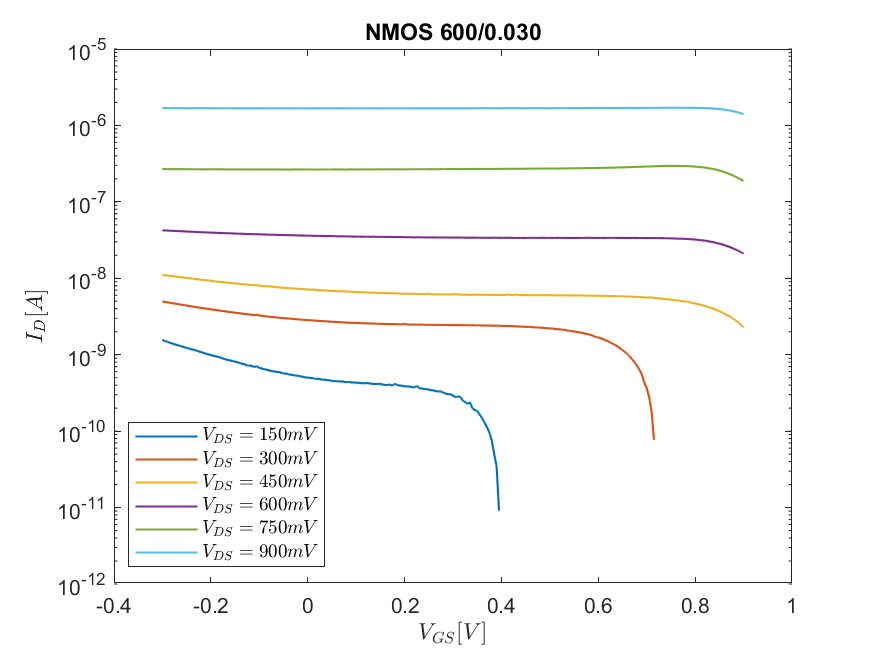 NMOS 600/0.030
10^-5
10^-6
10^-7
10^-8
10^-9
10^-10
10^-11
10^-12
I_D[A]
V_DS = 150mV
V_DS = 300mV
V_DS = 450mV
V_DS = 600mV
V_DS = 750mV
V_DS = 900mV
-0.4 -0.2 0 0.2 0.4 0.6 0.8 1
V_GS[V]